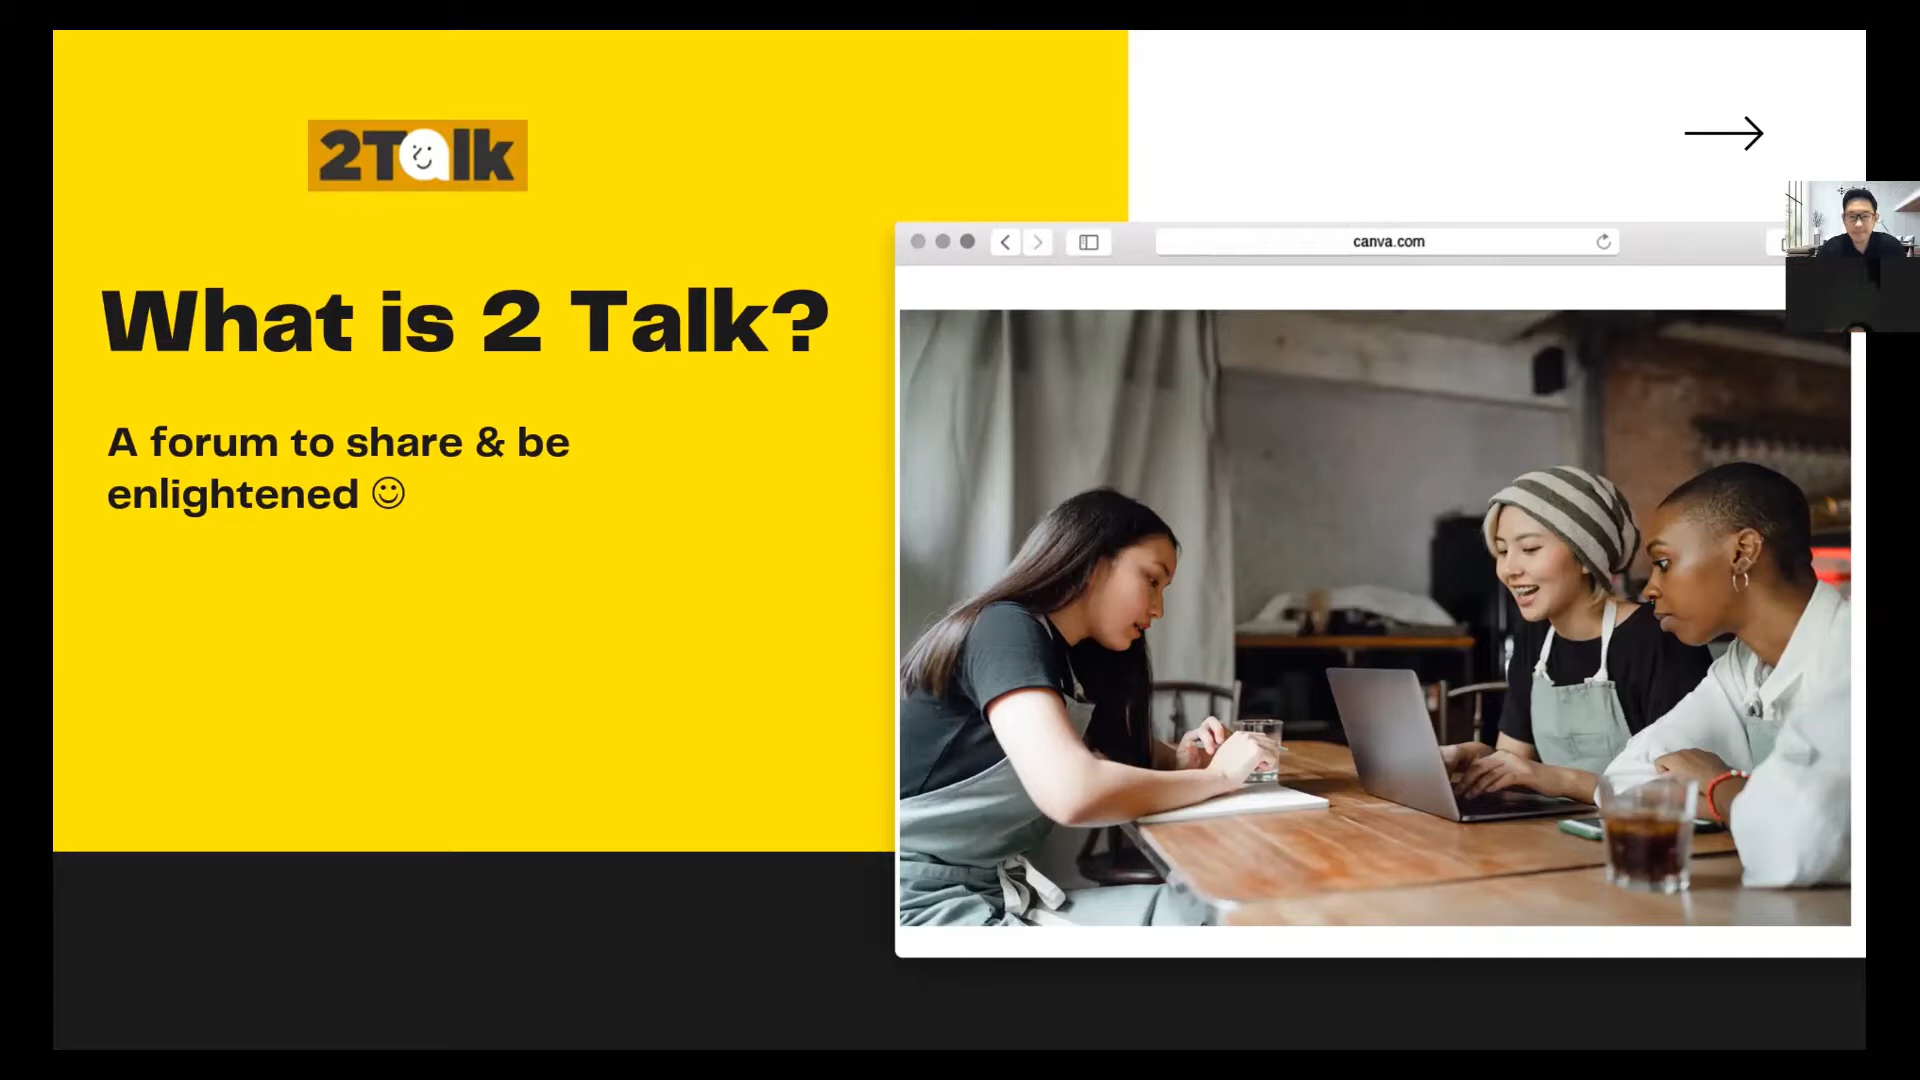 2Talk
What is 2 Talk?
A forum to share & be
enlightened ☺
canva.com